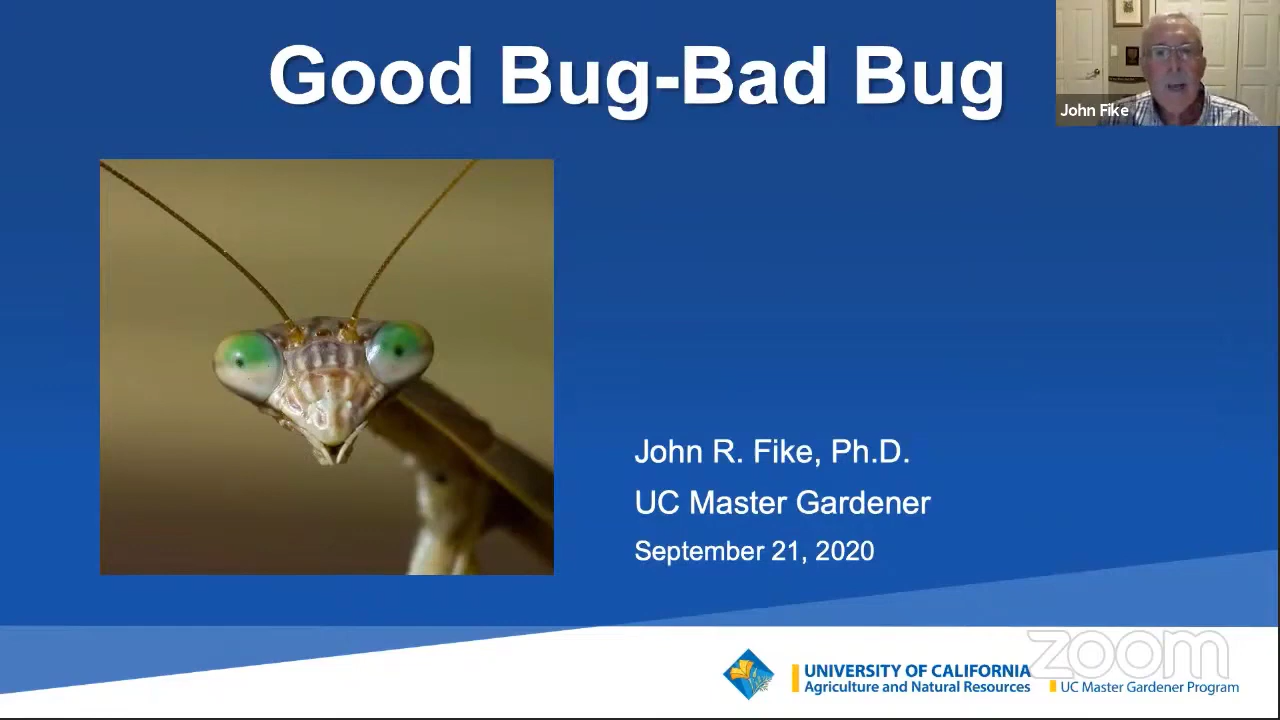 Good Bug-Bad Bug
John Fike
John R. Fike, Ph.D.
UC Master Gardener
September 21, 2020
zoom
UNIVERSITY OF CALIFORNIA
Agriculture and Natural Resources
UC Master Gardener Program